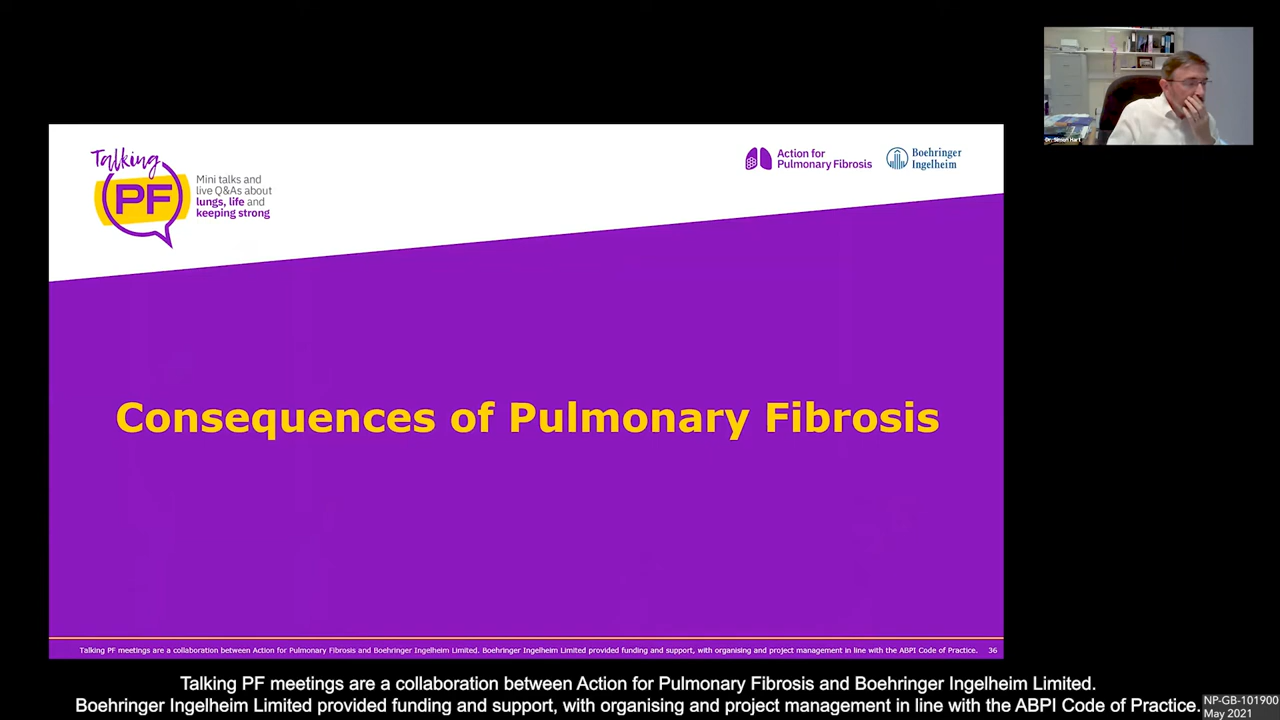 Dr. Simon Hart
Talking
PF
Mini talks and
live Q&As about
lungs, life and
keeping strong
Action for
Pulmonary Fibrosis
Boehringer
Ingelheim
Consequences of Pulmonary Fibrosis
Talking PF meetings are a collaboration between Action for Pulmonary Fibrosis and Boehringer Ingelheim Limited. Boehringer Ingelheim Limited provided funding and support, with organising and project management in line with the ABPI Code of Practice.
36
Talking PF meetings are a collaboration between Action for Pulmonary Fibrosis and Boehringer Ingelheim Limited.
Boehringer Ingelheim Limited provided funding and support, with organising and project management in line with the ABPI Code of Practice.
NP-GB-101900
May 2021